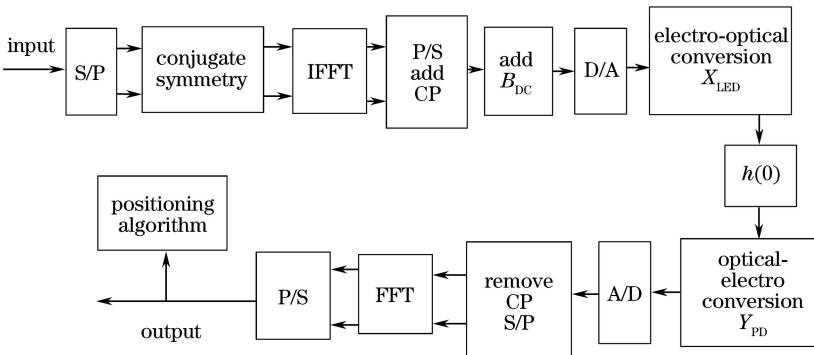 input
S/P
conjugate
symmetry
IFFT
P/S
add
CP
add
B_DC
D/A
electro-optical
conversion
X_LED
h(0)
optical-
electro
conversion
Y_PD
A/D
remove
CP
S/P
FFT
P/S
positioning
algorithm
output